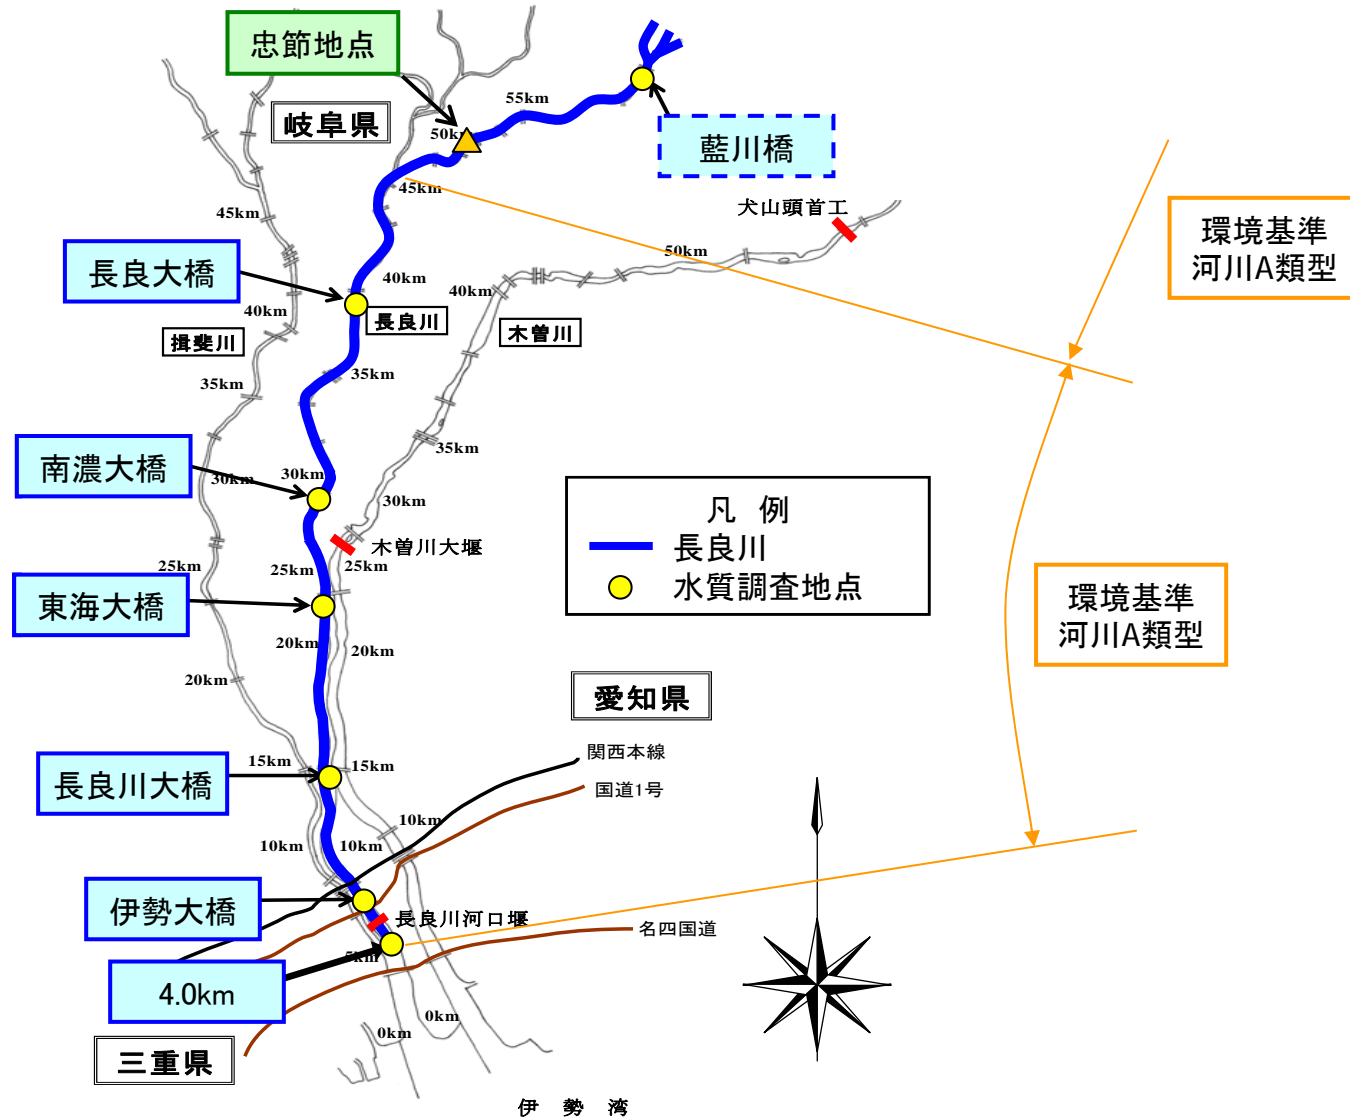 忠節地点
岐阜県
55km
50km
藍川橋
45km
犬山頭首工
環境基準
河川A類型
45km
長良大橋
50km
40km
40km
40km
長良川
木曽川
揖斐川
35km
35km
35km
南濃大橋
30km
30km
30km
凡 例
長良川
水質調査地点
木曽川大堰
25km
25km
25km
東海大橋
環境基準
河川A類型
20km
20km
20km
愛知県
関西本線
長良川大橋
15km
15km
国道1号
10km
10km
10km
伊勢大橋
長良川河口堰
名四国道
5km
4.0km
0km
0km
三重県
伊 勢 湾